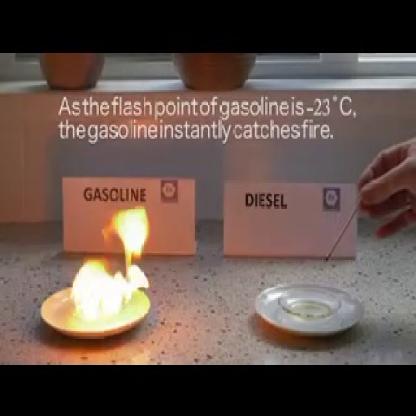 As the flash point of gasoline is -23°C,
the gasoline instantly catches fire.
GASOLINE
DIESEL